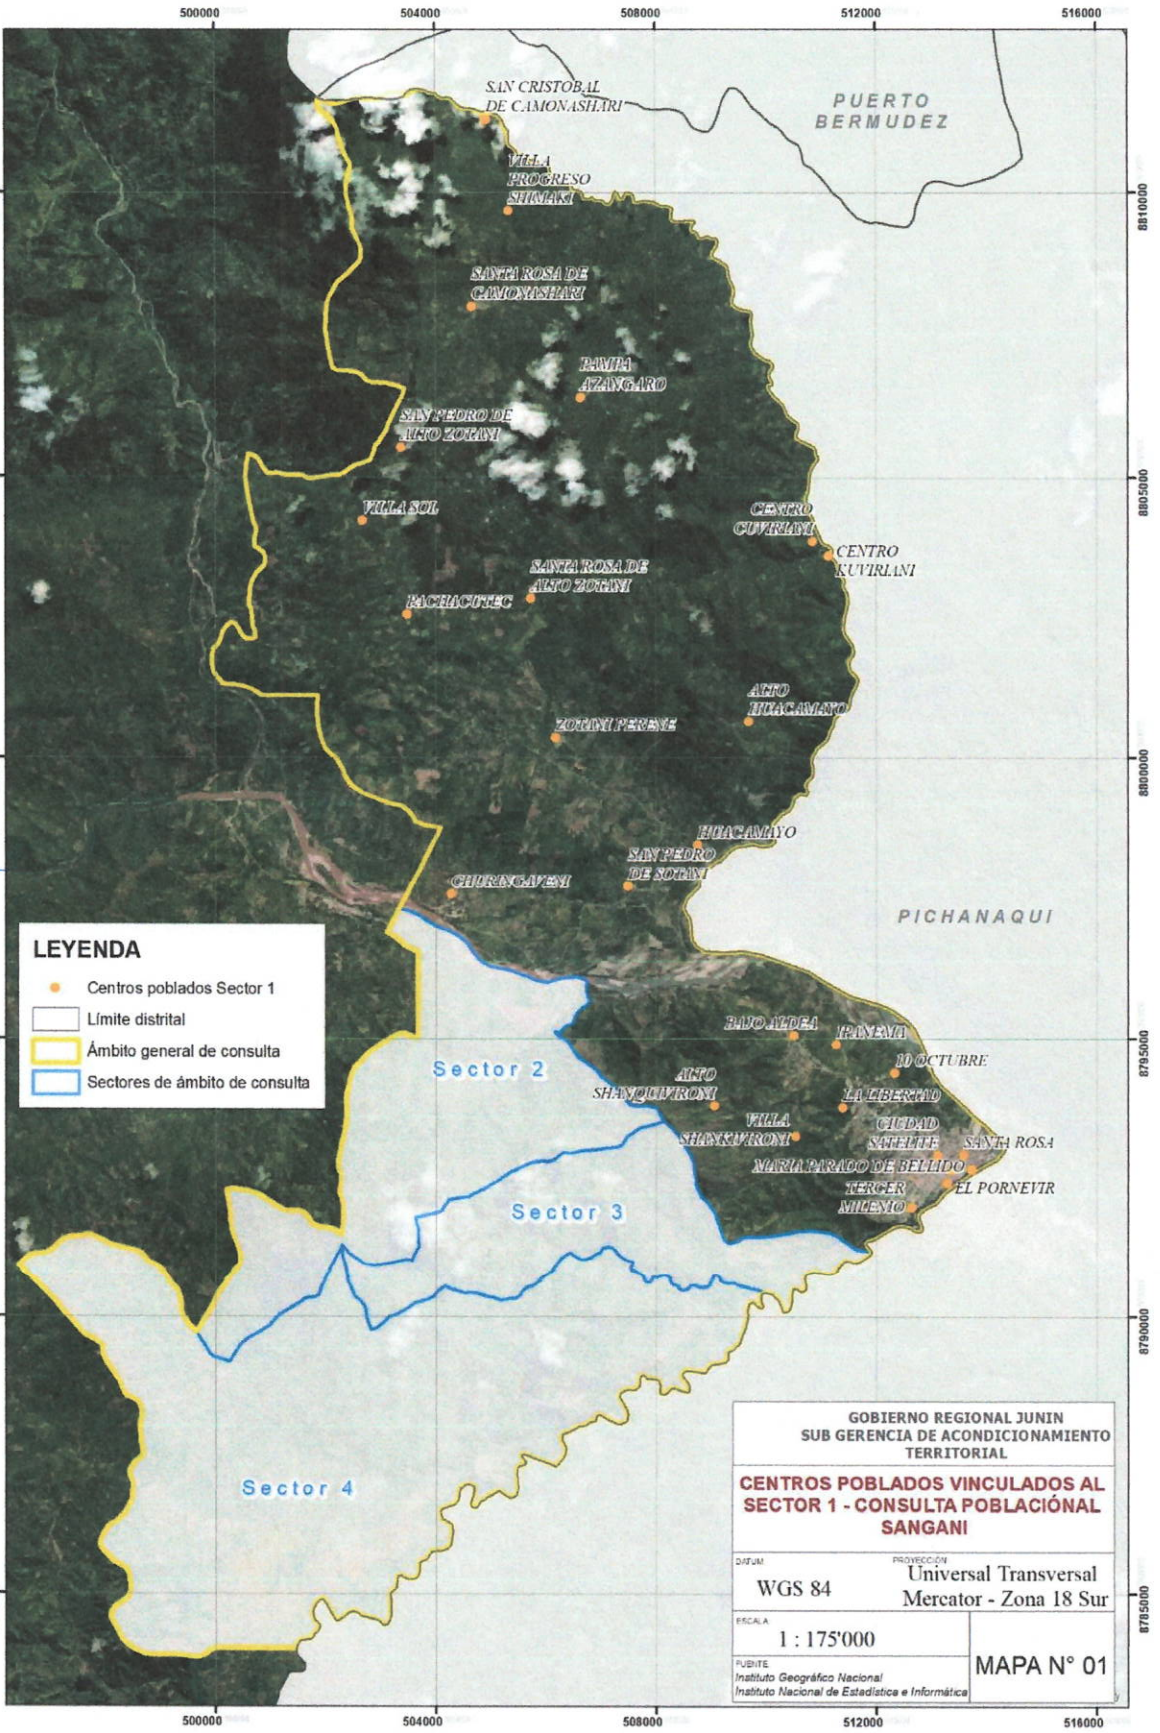 500000
504000
508000
512000
516000
SAN CRISTOBAL
DE CAMONASHARI
PUERTO
BERMUDEZ
VILLA
PROGRESO
SHIMAKI
8810000
SANTA ROSA DE
CAMONASHARI
PAMPA
AZANGARO
SAN PEDRO DE
ALTO ZOTANI
8805000
VILLA SOL
CENTRO
CUVIRIANI
CENTRO
KUVIRIANI
SANTA ROSA DE
ALTO ZOTANI
PACHACUTEC
ALTO
HUACAMAYO
ZOTANI PERENE
8800000
HUACAMAYO
SAN PEDRO
DE SOTANI
CHURINGAVENI
PICHANAQUI
LEYENDA
Centros poblados Sector 1
Límite distrital
Ámbito general de consulta
Sectores de ámbito de consulta
BAJO ALDEA
IPANEMA
8795000
10 OCTUBRE
Sector 2
ALTO
SHANQUIVIRONI
LA LIBERTAD
VILLA
SHANKIVIRONI
CIUDAD
SATELITE
SANTA ROSA
MARIA PARADO DE BELLIDO
EL PORNEVIR
TERCER
MILENIO
Sector 3
8790000
Sector 4
GOBIERNO REGIONAL JUNIN
SUB GERENCIA DE ACONDICIONAMIENTO
TERRITORIAL
CENTROS POBLADOS VINCULADOS AL
SECTOR 1 - CONSULTA POBLACIÓNAL
SANGANI
DATUM
WGS 84
PROYECCIÓN
Universal Transversal
Mercator - Zona 18 Sur
8785000
ESCALA
1 : 175'000
FUENTE
Instituto Geográfico Nacional
Instituto Nacional de Estadística e Informática
MAPA N° 01
500000
504000
508000
512000
516000